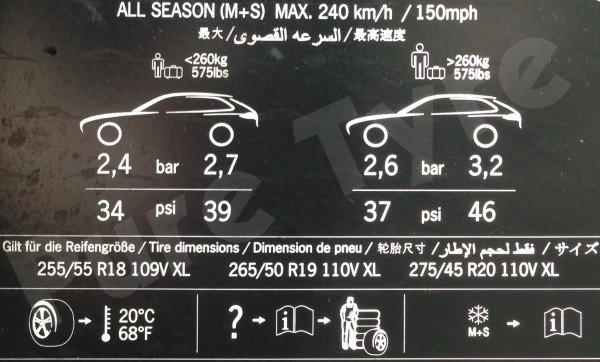 ALL SEASON (M+S) MAX. 240 km/h / 150mph
最大 / السرعه القصوى / 最高速度
<260kg >260kg
575lbs 575lbs
2,4 bar 2,7 2,6 bar 3,2
34 psi 39 37 psi 46
Gilt für die Reifengröße / Tire dimensions / Dimension de pneu / 轮胎尺寸 / فقط لحجم الإطار / サイズ
255/55 R18 109V XL 265/50 R19 110V XL 275/45 R20 110V XL
20°C ? i i
68°F M+S
Pure Tyre